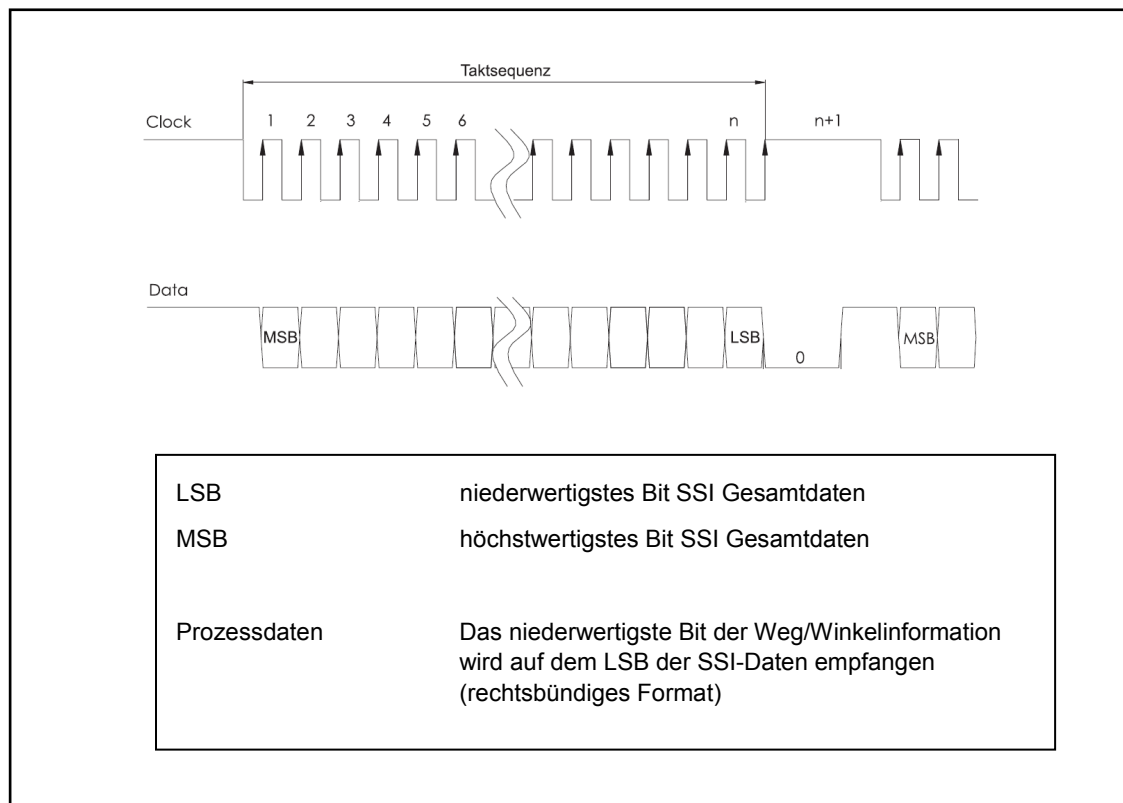 Taktsequenz
Clock 1 2 3 4 5 6 n n+1
Data
MSB LSB 0 MSB
LSB niederwertigstes Bit SSI Gesamtdaten
MSB höchstwertigstes Bit SSI Gesamtdaten
Prozessdaten Das niederwertigste Bit der Weg/Winkelinformation
wird auf dem LSB der SSI-Daten empfangen
(rechtsbündiges Format)